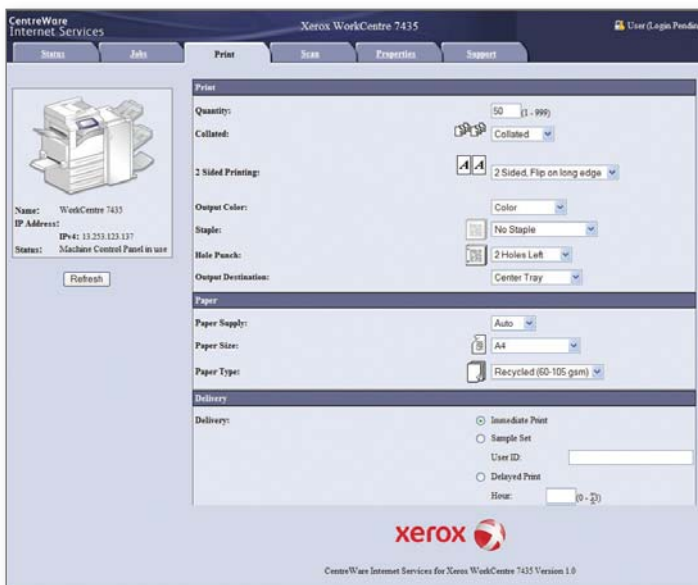 CentreWare
Internet Services
Xerox WorkCentre 7435
User (Login Pendin
Status
Jobs
Print
Scan
Properties
Support
Name: WorkCentre 7435
IP Address:
IPv4: 13.253.123.137
Status: Machine Control Panel in use
Refresh
Print
Quantity: 50 (1 - 999)
Collated: Collated
2 Sided Printing: A A 2 Sided, Flip on long edge
Output Color: Color
Staple: No Staple
Hole Punch: 2 Holes Left
Output Destination: Center Tray
Paper
Paper Supply: Auto
Paper Size: A4
Paper Type: Recycled (60-105 gsm)
Delivery
Delivery: Immediate Print
Sample Set
User ID:
Delayed Print
Hour: (0 -
xerox
CentreWare Internet Services for Xerox WorkCentre 7435 Version 1.0